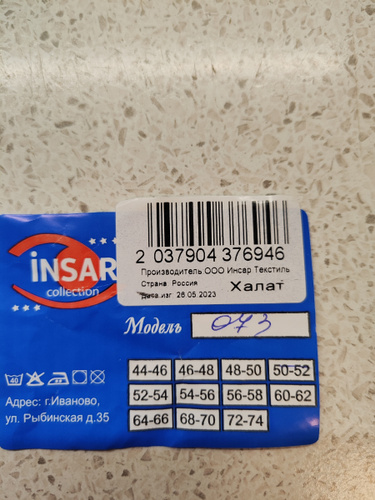 2 037904 376946
Производитель ООО Инсар Текстиль
Страна Россия
Дата изг 26.05.2023 Халат
iNSAR
collection
Модель 073
44-46 46-48 48-50 50-52
52-54 54-56 56-58 60-62
64-66 68-70 72-74
40
Адрес: г.Иваново,
ул. Рыбинская д.35